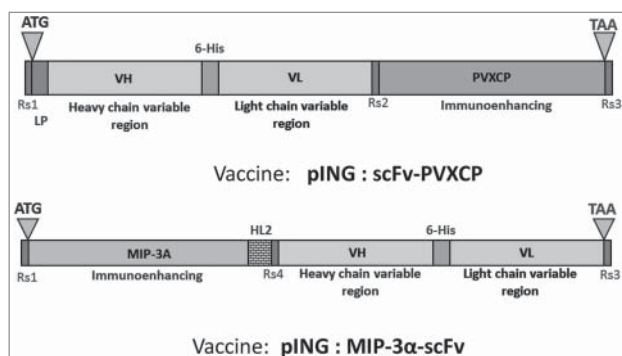 ATG
TAA
6-His
VH
VL
PVXCP
Rs1
LP
Heavy chain variable
region
Light chain variable
region
Rs2
Immunoenhancing
Rs3
Vaccine: pING : scFv-PVXCP
ATG
TAA
HL2
6-His
MIP-3A
VH
VL
Rs1
Immunoenhancing
Rs4
Heavy chain variable
region
Light chain variable
region
Rs3
Vaccine: pING : MIP-3α-scFv